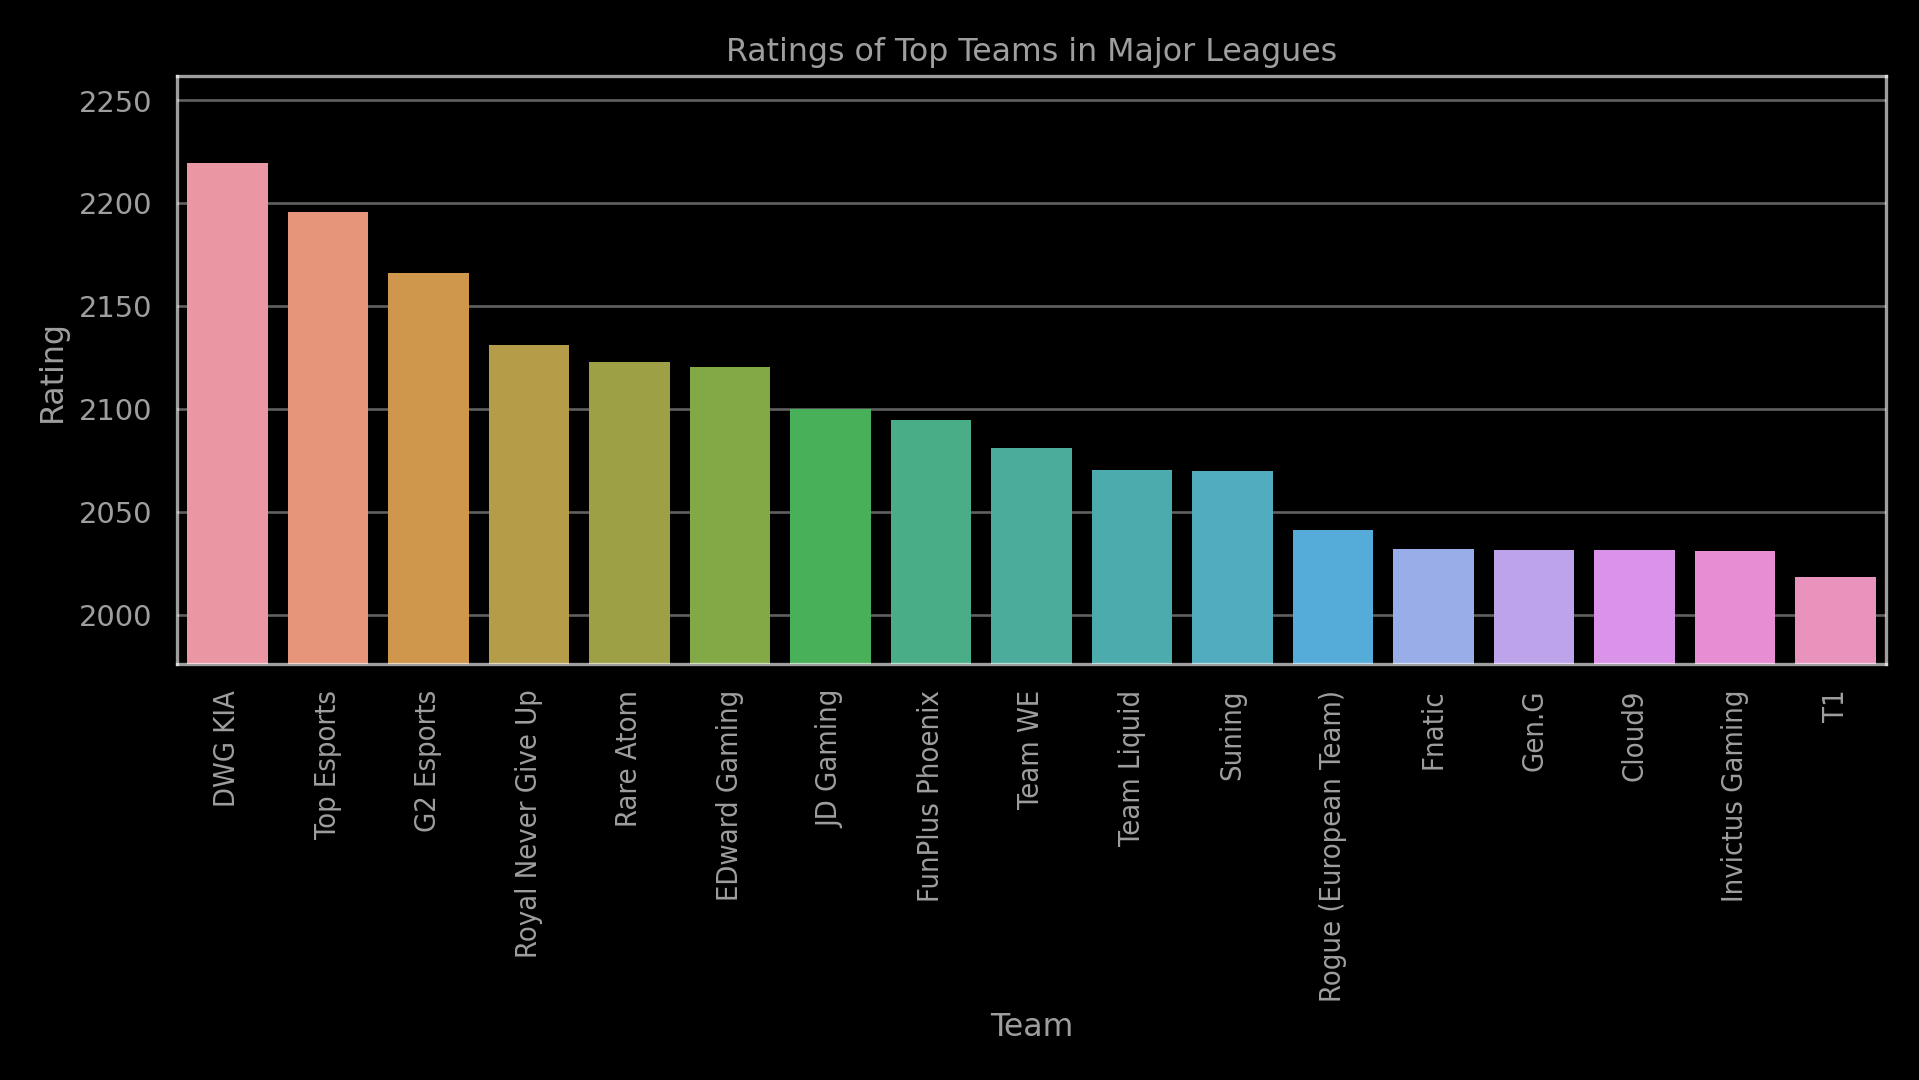 Ratings of Top Teams in Major Leagues
Rating
2250
2200
2150
2100
2050
2000
DWG KIA
Top Esports
G2 Esports
Royal Never Give Up
Rare Atom
EDward Gaming
JD Gaming
FunPlus Phoenix
Team WE
Team Liquid
Suning
Rogue (European Team)
Fnatic
Gen.G
Cloud9
Invictus Gaming
T1
Team